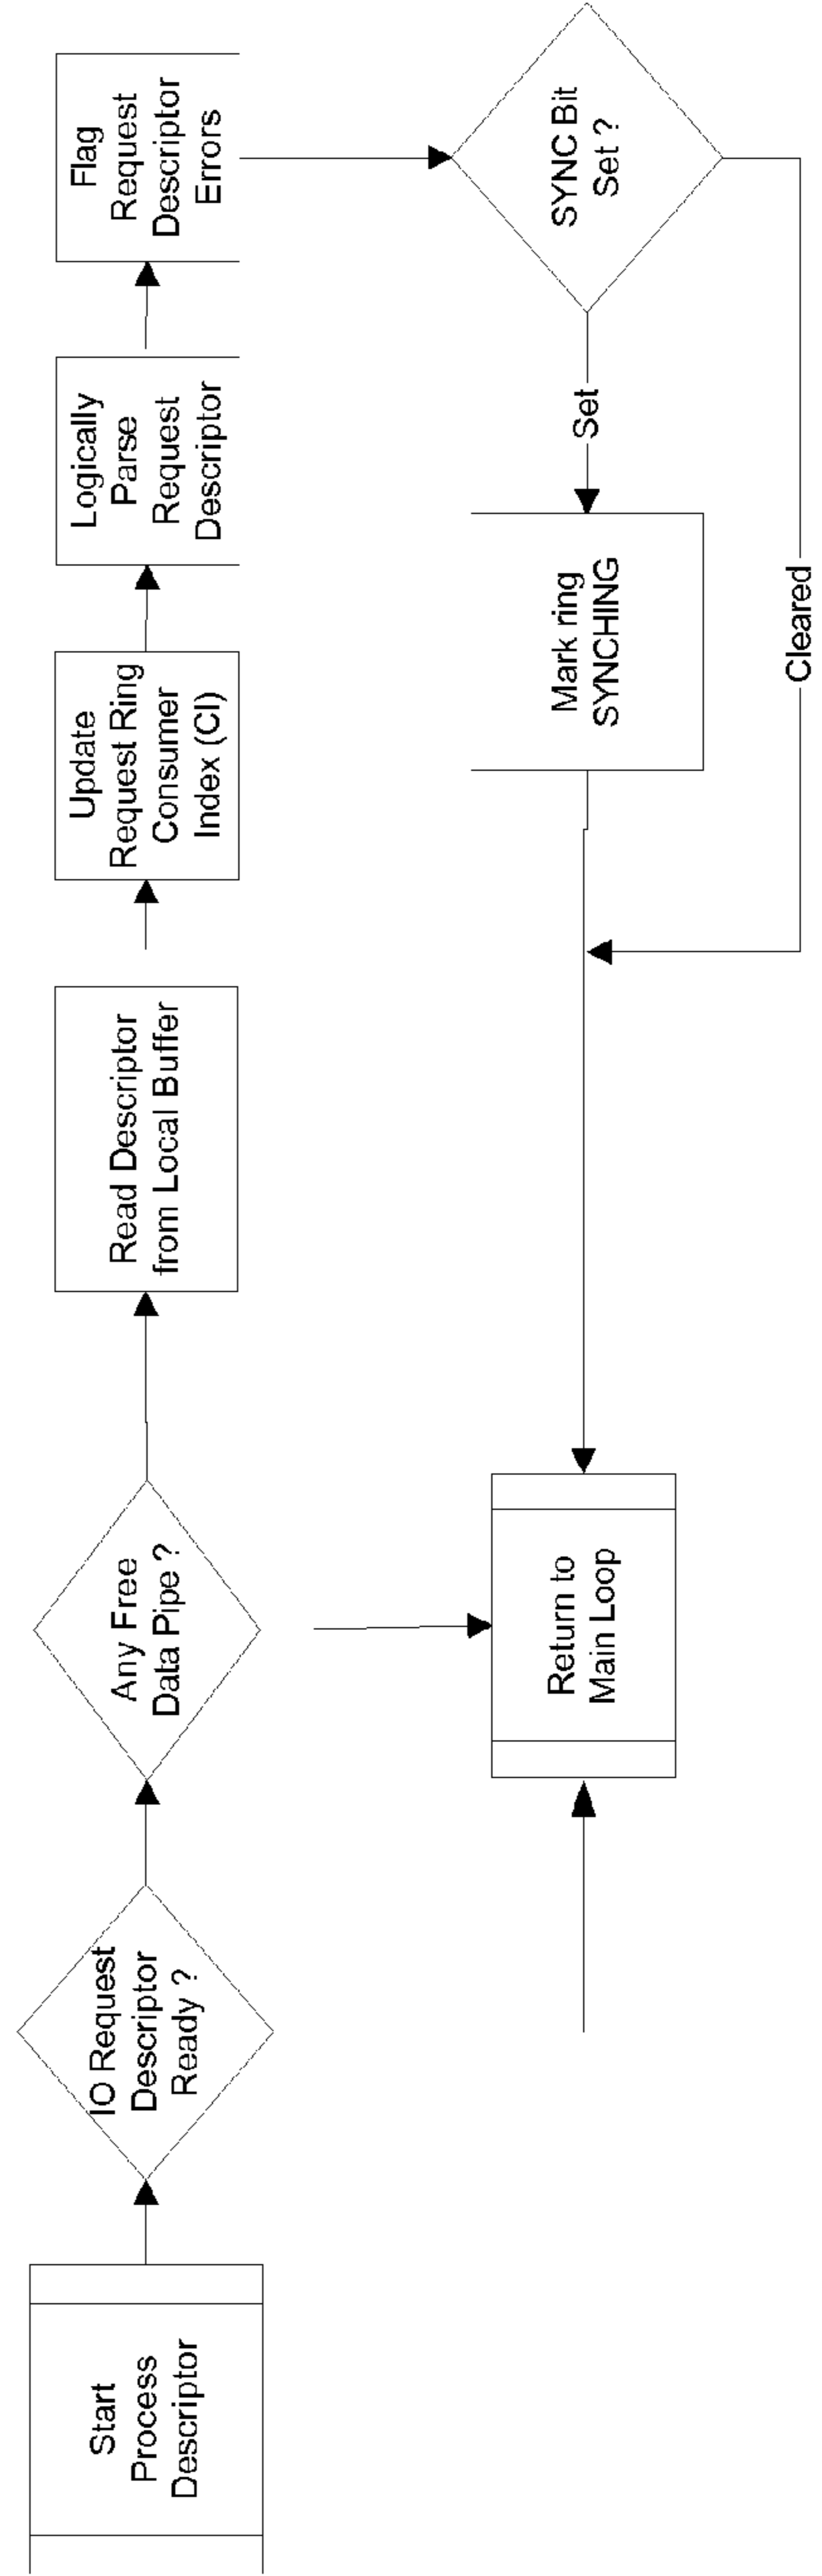 Start
Process
Descriptor
IO Request
Descriptor
Ready ?
Any Free
Data Pipe ?
Read Descriptor
from Local Buffer
Update
Request Ring
Consumer
Index (CI)
Logically
Parse
Request
Descriptor
Flag
Request
Descriptor
Errors
Return to
Main Loop
Mark ring
SYNCHING
Set
SYNC Bit
Set ?
Cleared